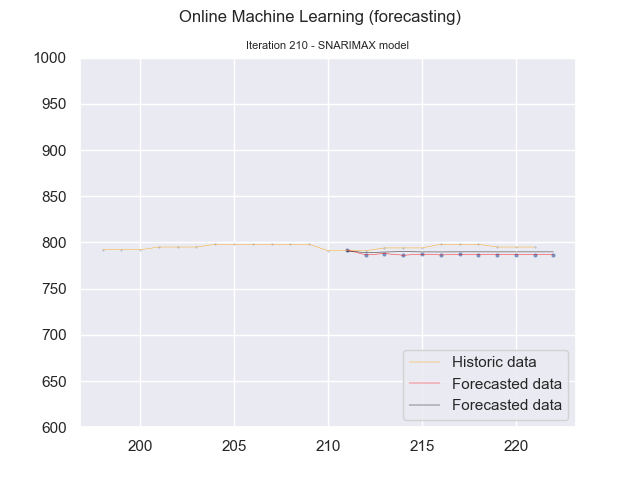 Online Machine Learning (forecasting)
Iteration 210 - SNARIMAX model
1000
950
900
850
800
750
700
650
600
Historic data
Forecasted data
Forecasted data
200
205
210
215
220